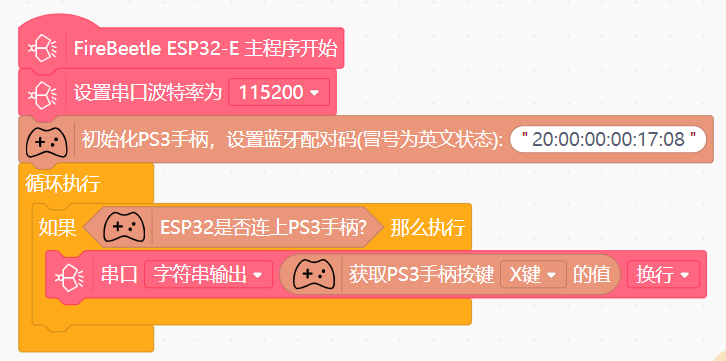 FireBeetle ESP32-E 主程序开始
设置串口波特率为 115200
初始化PS3手柄，设置蓝牙配对码(冒号为英文状态): "20:00:00:00:17:08"
循环执行
如果 ESP32是否连上PS3手柄? 那么执行
串口 字符串输出 获取PS3手柄按键 X键 的值 换行